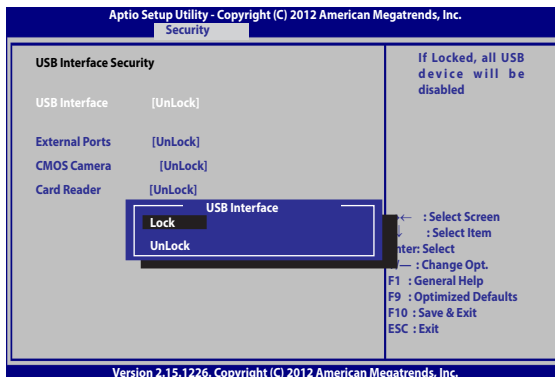 Aptio Setup Utility - Copyright (C) 2012 American Megatrends, Inc.
Security
USB Interface Security
USB Interface [UnLock]
External Ports [UnLock]
CMOS Camera [UnLock]
Card Reader [UnLock]
USB Interface
Lock
UnLock
If Locked, all USB
device will be
disabled
← : Select Screen
: Select Item
nter: Select
— : Change Opt.
F1 : General Help
F9 : Optimized Defaults
F10 : Save & Exit
ESC : Exit
Version 2.15.1226. Copyright (C) 2012 American Megatrends, Inc.